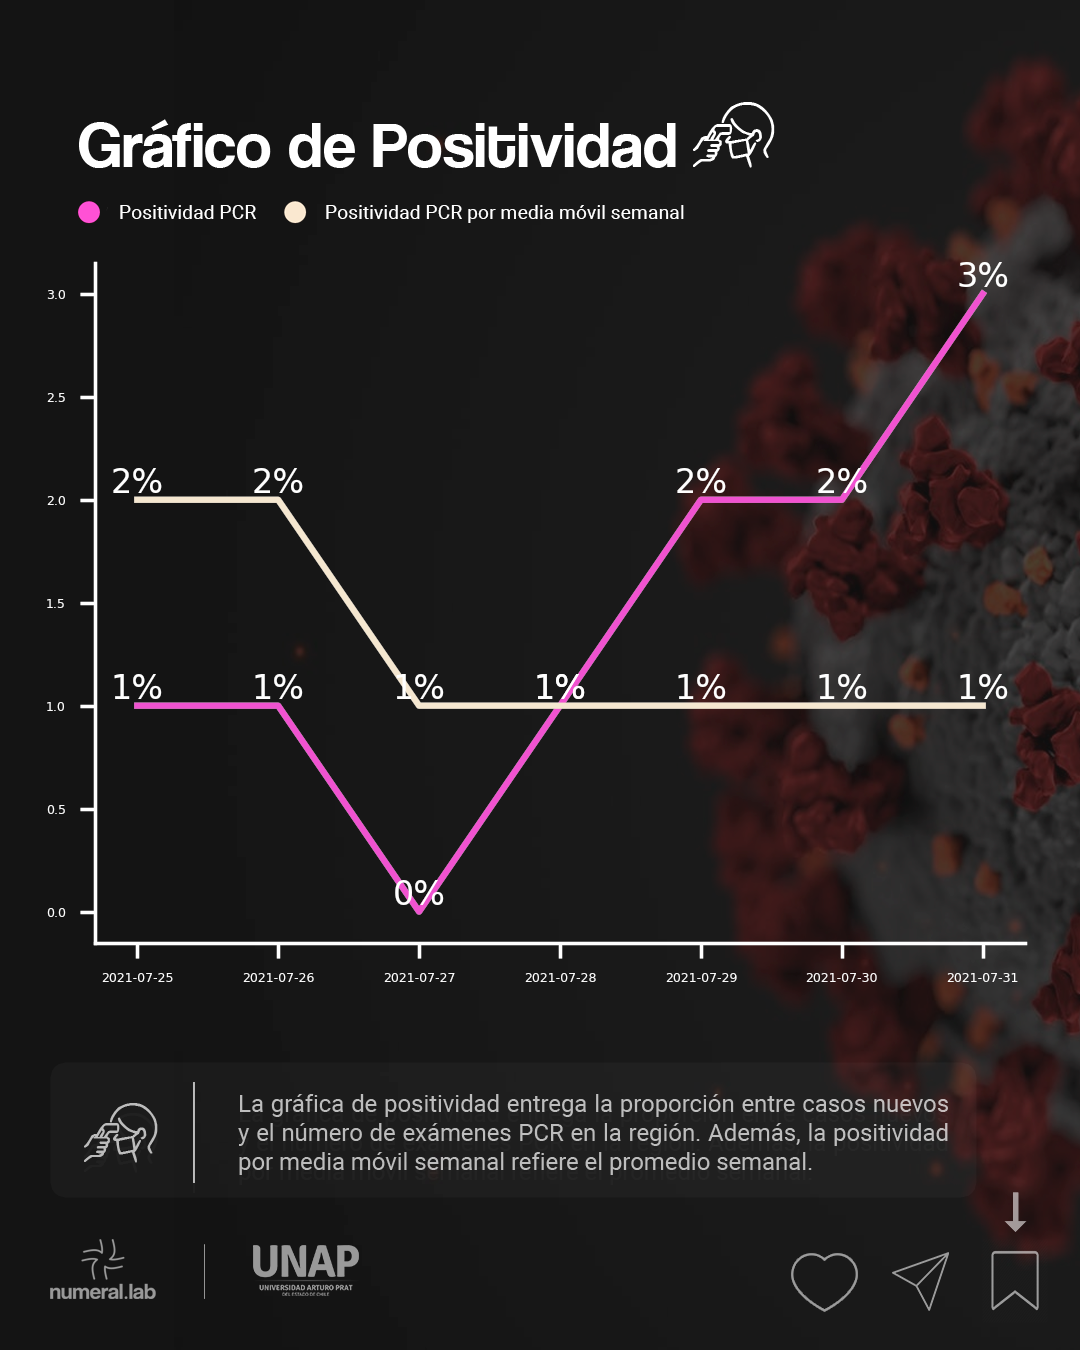 Gráfico de Positividad
Positividad PCR Positividad PCR por media móvil semanal
3%
3.0
2.5
2% 2% 2% 2%
2.0
1.5
1% 1% 1% 1% 1% 1% 1%
1.0
0.5
0%
0.0
2021-07-25 2021-07-26 2021-07-27 2021-07-28 2021-07-29 2021-07-30 2021-07-31
La gráfica de positividad entrega la proporción entre casos nuevos
y el número de exámenes PCR en la región. Además, la positividad
por media móvil semanal refiere el promedio semanal.
numeral.lab
UNAP
UNIVERSIDAD ARTURO PRAT
DEL ESTADO DE CHILE